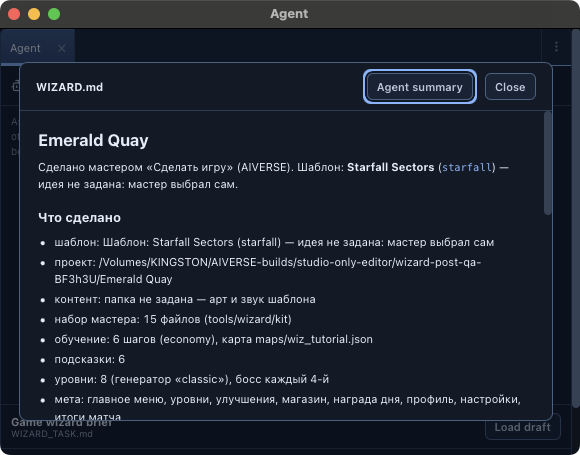 Agent
Agent
WIZARD.md
Agent summary
Close
Emerald Quay
Сделано мастером «Сделать игру» (AIVERSE). Шаблон: Starfall Sectors (starfall) —
идея не задана: мастер выбрал сам.
Что сделано
• шаблон: Шаблон: Starfall Sectors (starfall) — идея не задана: мастер выбрал сам
• проект: /Volumes/KINGSTON/AIVERSE-builds/studio-only-editor/wizard-post-qa-
BF3h3U/Emerald Quay
• контент: папка не задана — арт и звук шаблона
• набор мастера: 15 файлов (tools/wizard/kit)
• обучение: 6 шагов (economy), карта maps/wiz_tutorial.json
• подсказки: 6
• уровни: 8 (генератор «classic»), босс каждый 4-й
• мета: главное меню, уровни, улучшения, магазин, награда дня, профиль, настройки,
итоги матча
Game wizard brief
WIZARD_TASK.md
Load draft